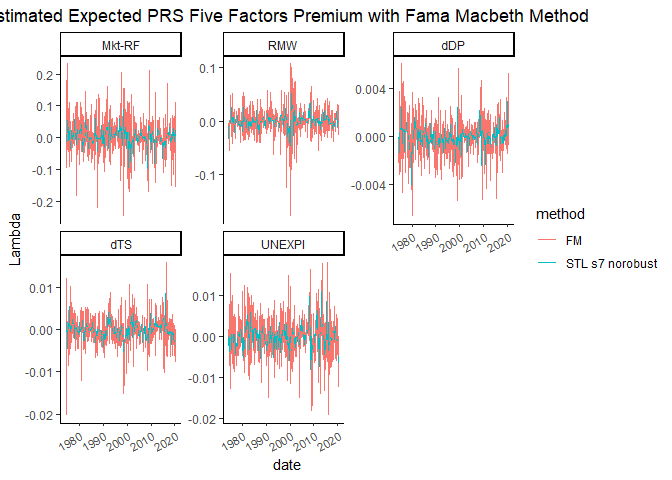 stimated Expected PRS Five Factors Premium with Fama Macbeth Method
Mkt-RF
RMW
dDP
0.2
0.1
0.0
-0.1
-0.2
0.1
0.0
-0.1
0.004
0.000
-0.004
1980 1990 2000 2010 2020
Lambda
dTS
UNEXPI
0.01
0.00
-0.01
-0.02
0.01
0.00
-0.01
-0.02
1980 1990 2000 2010 2020
1980 1990 2000 2010 2020
date
method
FM
STL s7 norobust